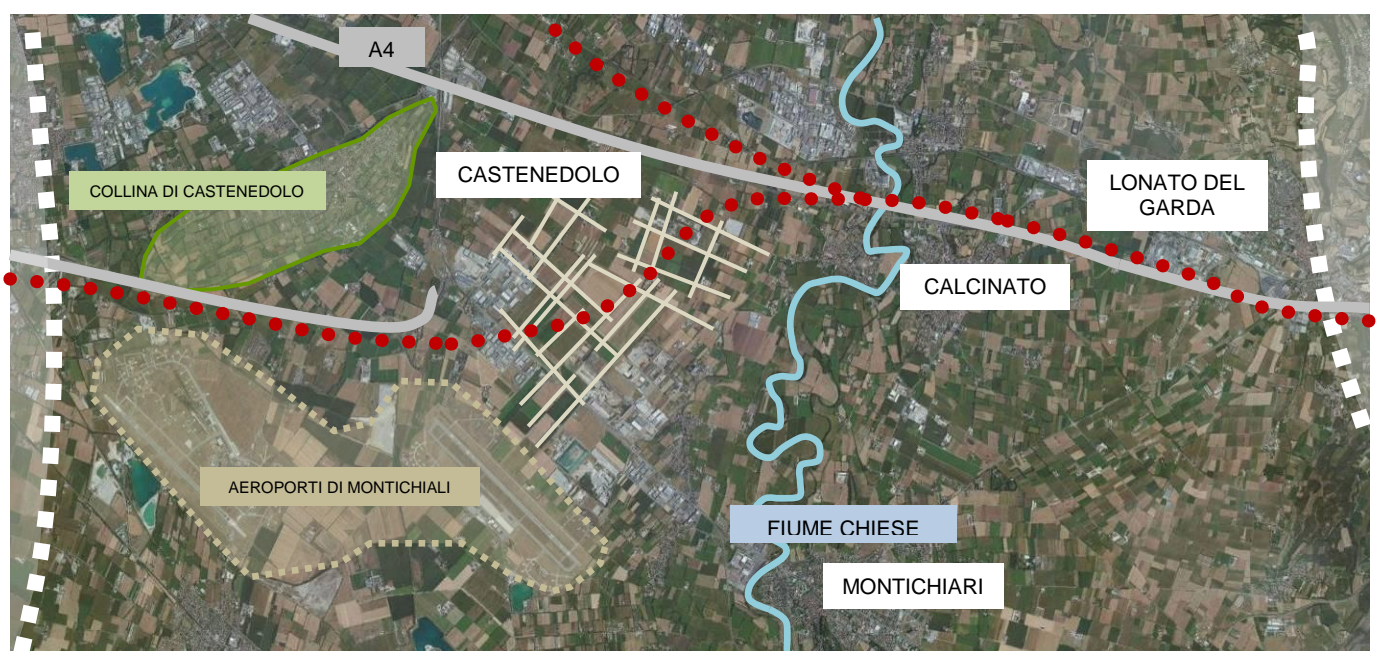 A4
CASTENEDOLO
COLLINA DI CASTENEDOLO
LONATO DEL
GARDA
CALCINATO
AEROPORTI DI MONTICHIALI
FIUME CHIESE
MONTICHIARI